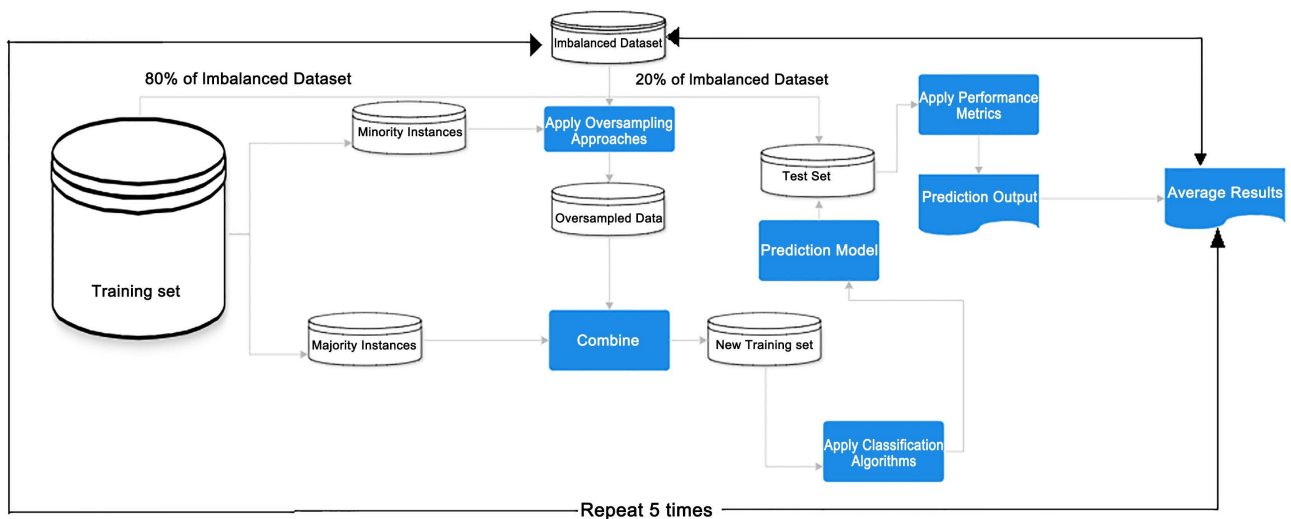 Imbalanced Dataset
80% of Imbalanced Dataset
20% of Imbalanced Dataset
Minority Instances
Apply Oversampling
Approaches
Apply Performance
Metrics
Test Set
Training set
Oversampled Data
Prediction Output
Average Results
Prediction Model
Majority Instances
Combine
New Training set
Apply Classification
Algorithms
Repeat 5 times